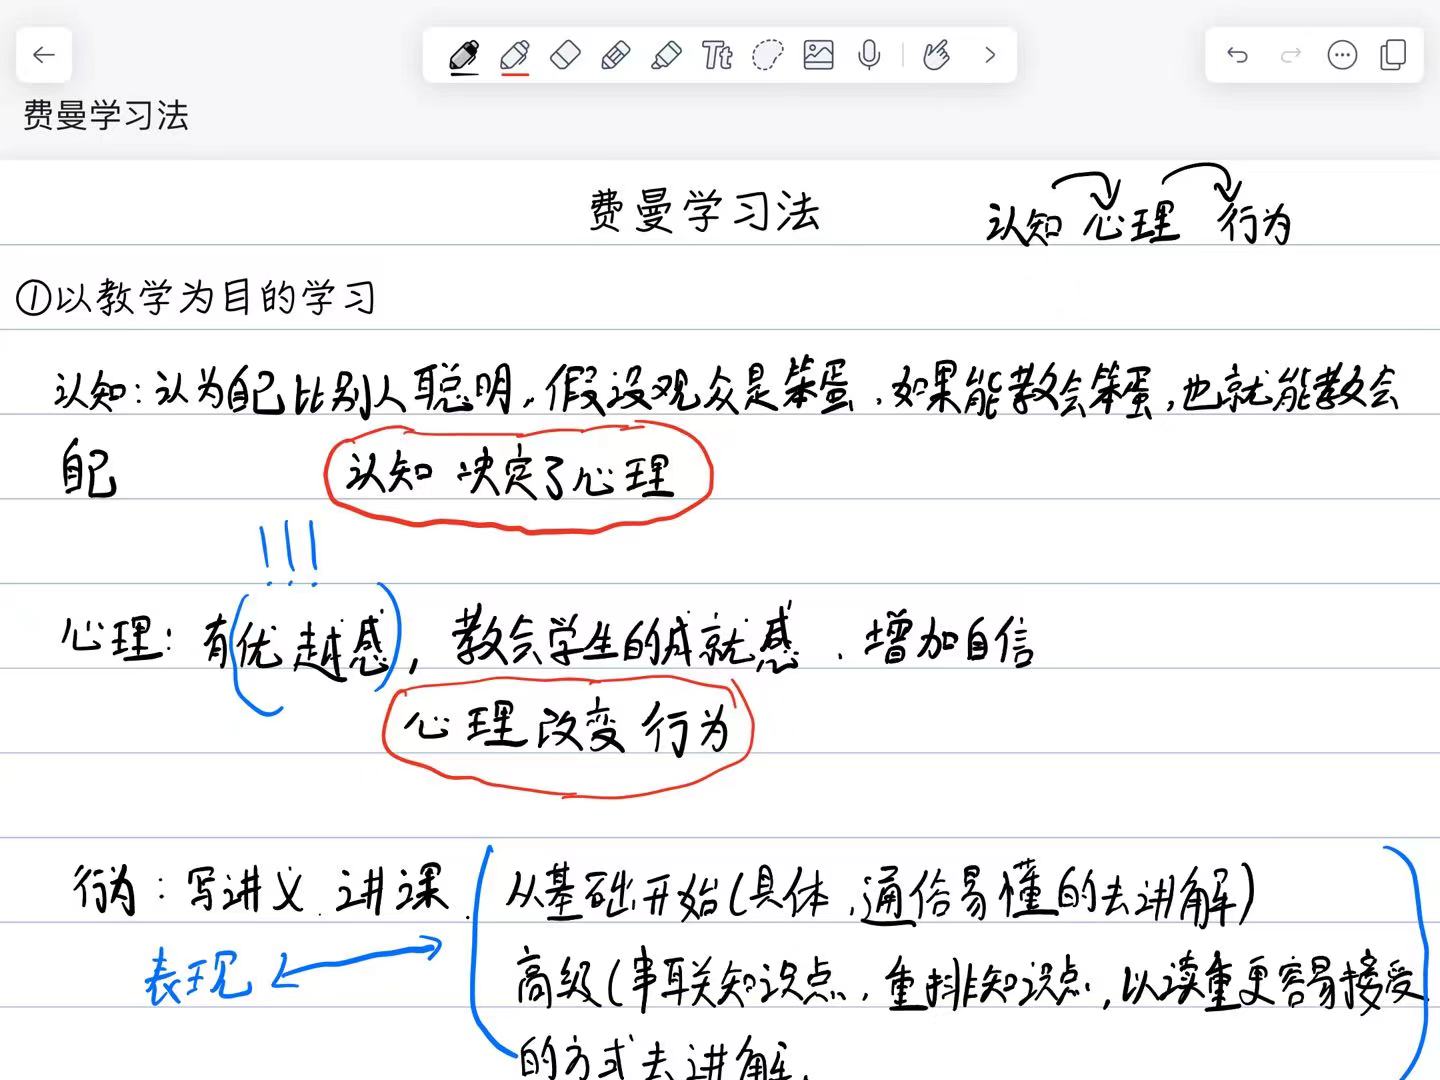 Tt
费曼学习法
费曼学习法
认知 心理 行为
①以教学为目的学习
认知:认为自己比别人聪明,假设观众是笨蛋,如果能教会笨蛋,也就能教会
自己
认知 决定了心理
!!!
心理:有(优越感),教会学生的成就感、增加自信
心理改变行为
行为:写讲义、讲课、
从基础开始(具体,通俗易懂的去讲解)
表现
高级(串联关知识点,重排知识点,以读重更容易接受
的方式去讲解,